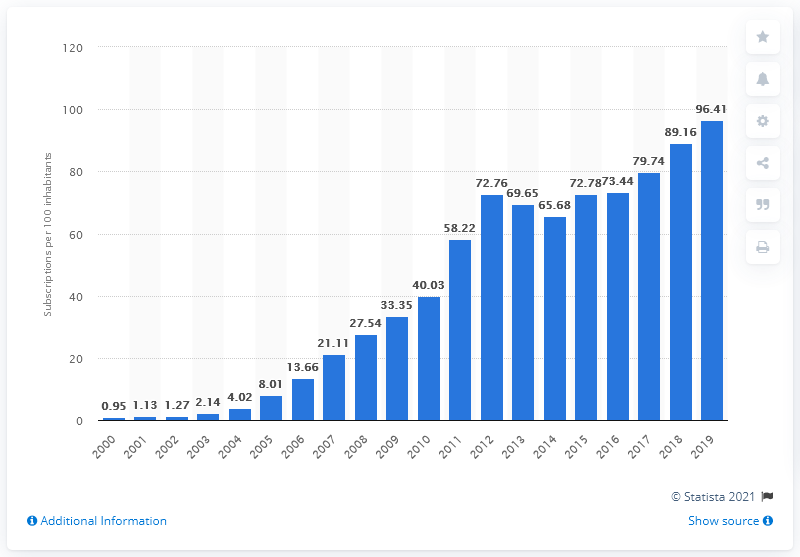 120
100
80
60
40
20
0
Subscriptions per 100 inhabitants
0.95 1.13 1.27 2.14 4.02 8.01 13.66 21.11 27.54 33.35 40.03 58.22 72.76 69.65 65.68 72.78 73.44 79.74 89.16 96.41
2000 2001 2002 2003 2004 2005 2006 2007 2008 2009 2010 2011 2012 2013 2014 2015 2016 2017 2018 2019
© Statista 2021
Additional Information
Show source